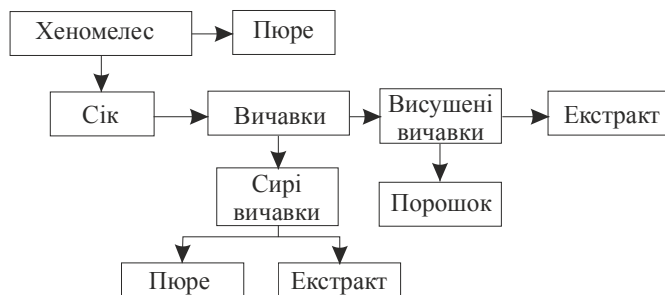 Хеномелес
Пюре
Сік
Вичавки
Висушені
вичавки
Екстракт
Сирі
вичавки
Порошок
Пюре
Екстракт